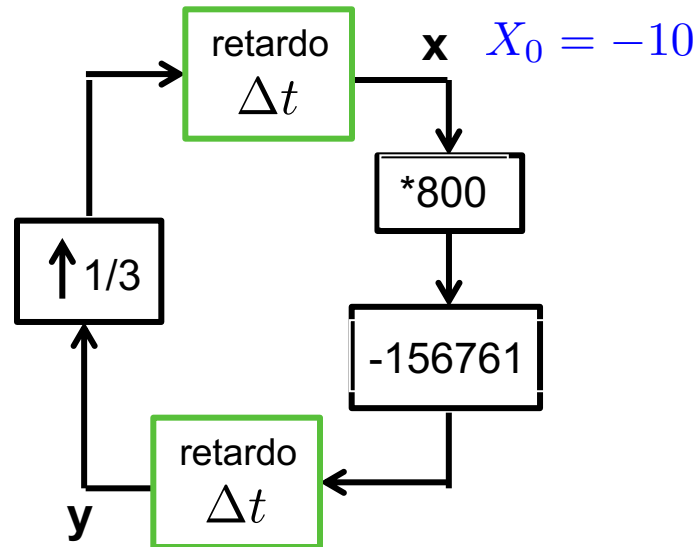 retardo
Δt
x
X₀ = −10
*800
↑ 1/3
-156761
retardo
Δt
y